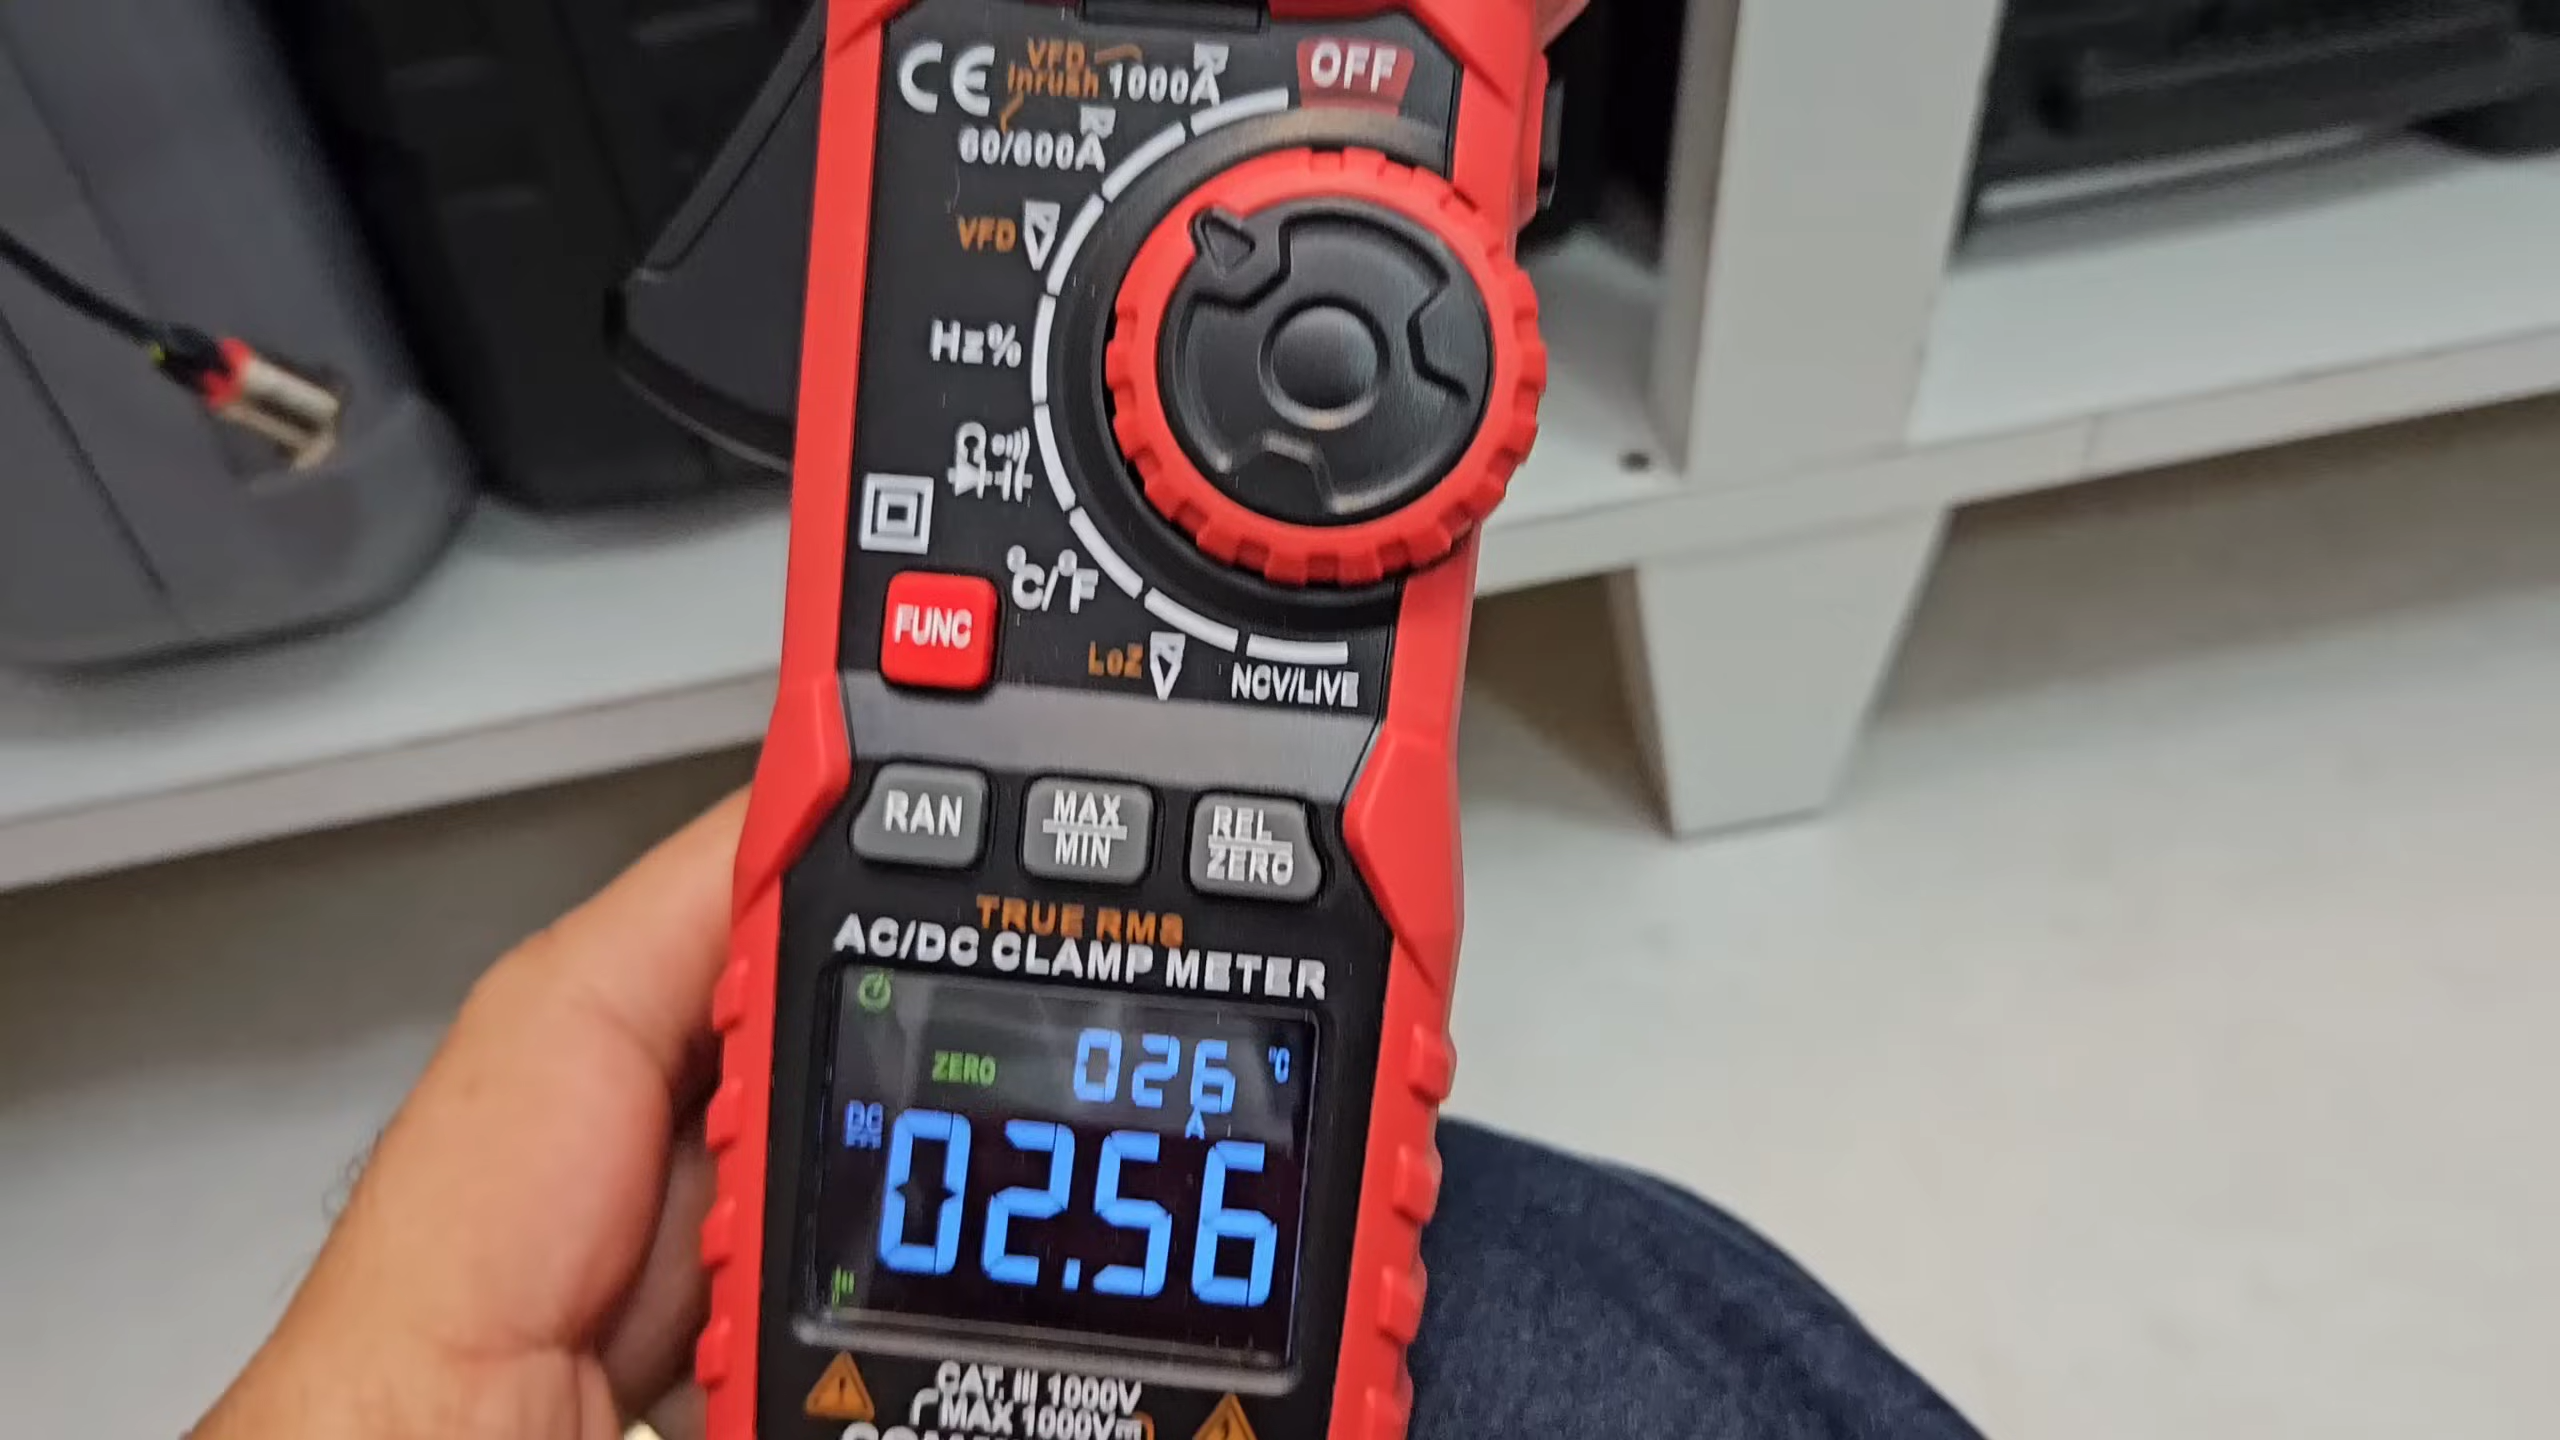 CE VFD Inrush 1000A OFF
60/600A
VFD V
Hz%
°C/°F
FUNC
LoZ V NCV/LIVE
RAN MAX/MIN REL/ZERO
TRUE RMS
AC/DC CLAMP METER
ZERO 026 °C
DC 02.56 A
CAT. III 1000V
MAX 1000V